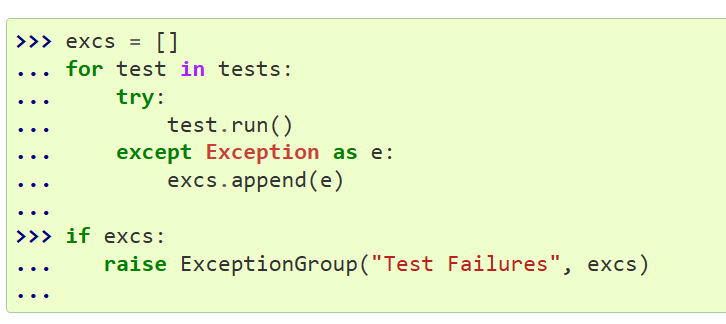 >>> excs = []
... for test in tests:
...     try:
...         test.run()
...     except Exception as e:
...         excs.append(e)
...
>>> if excs:
...    raise ExceptionGroup("Test Failures", excs)
...